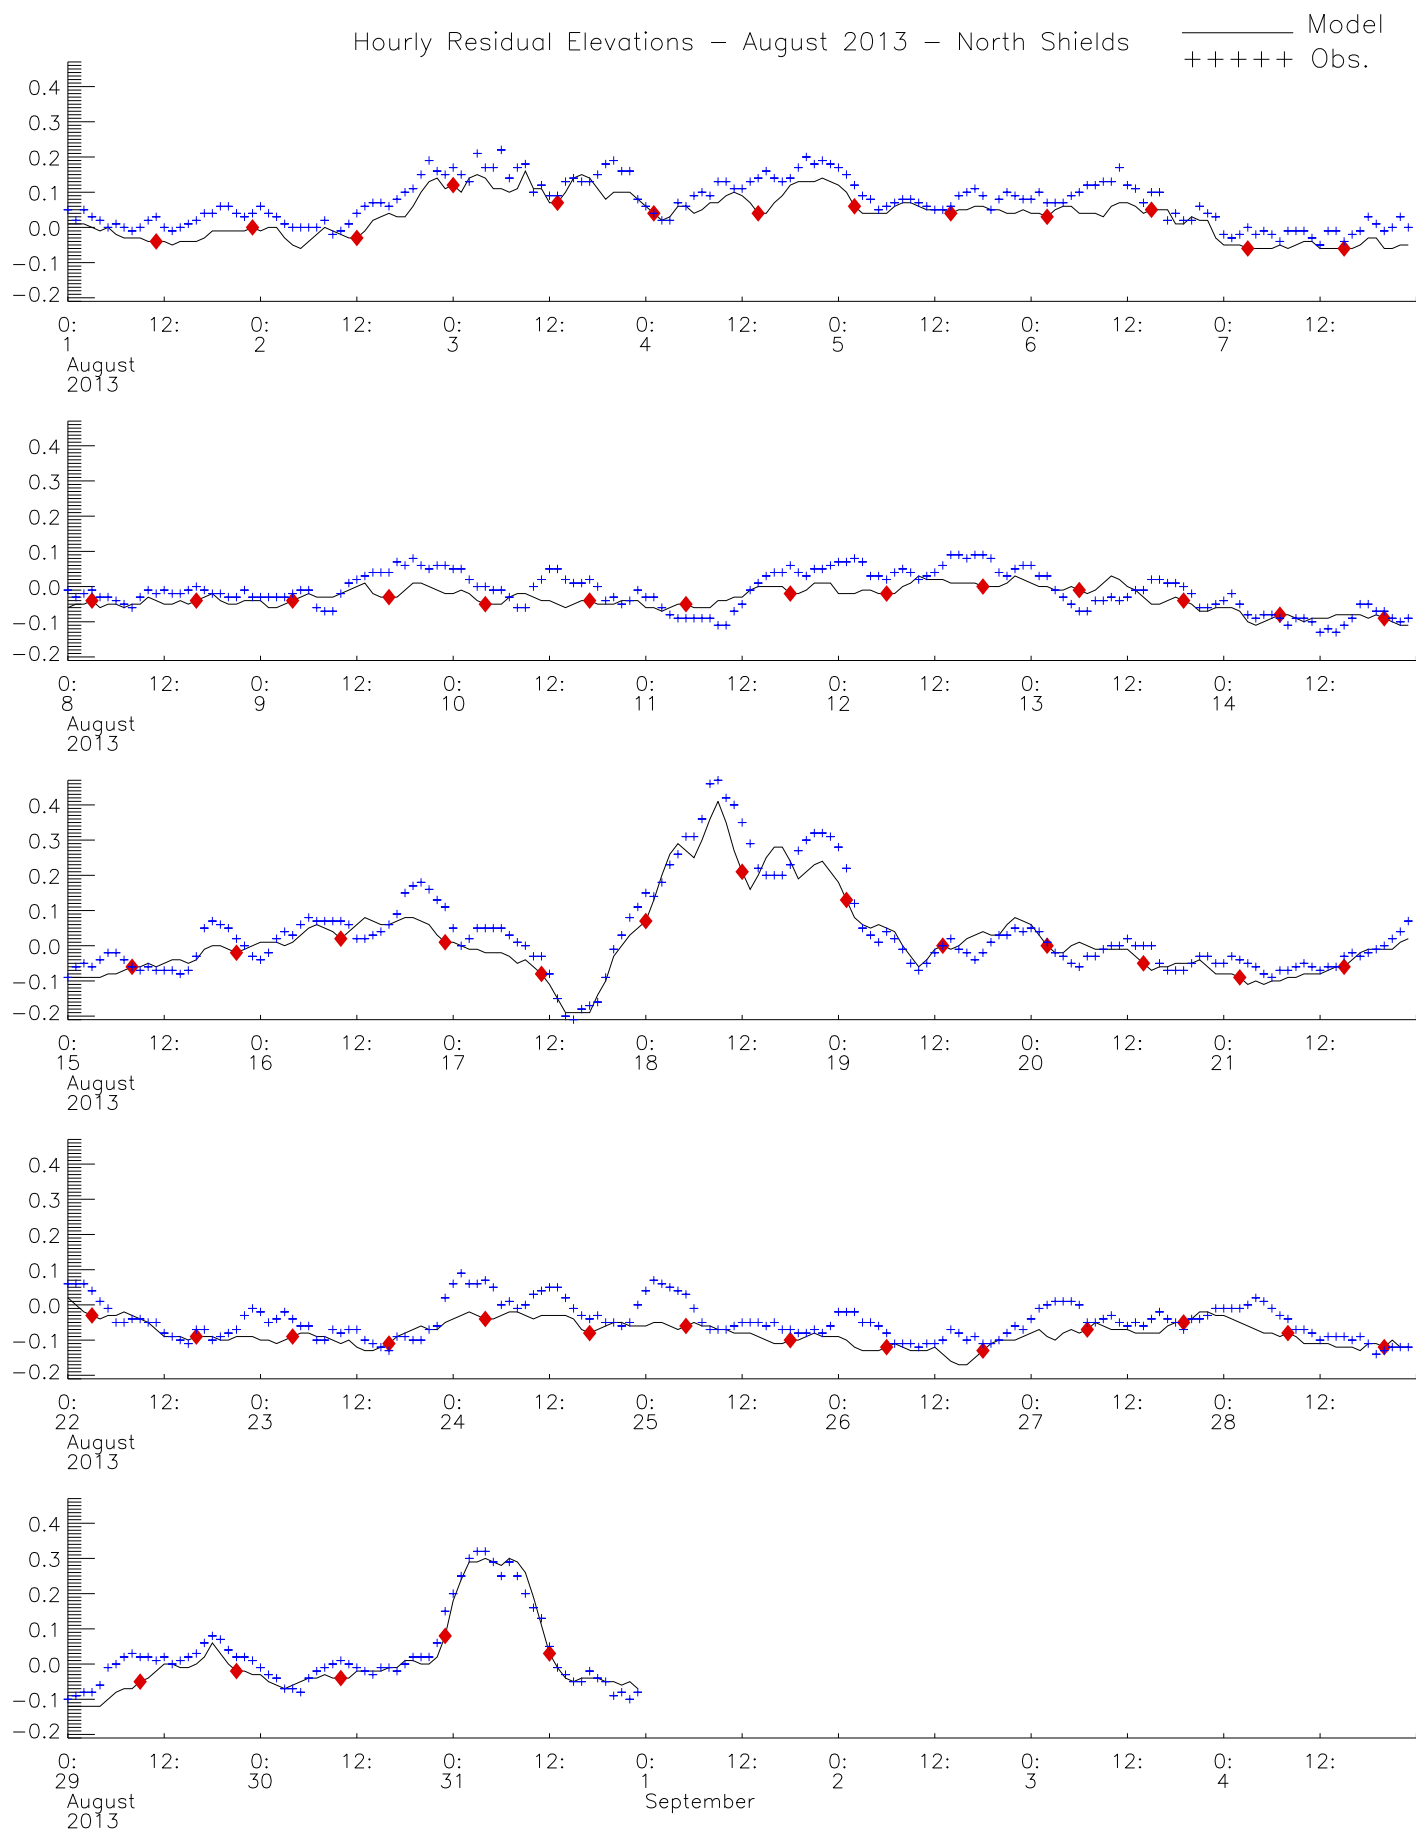 Hourly Residual Elevations − August 2013 − North Shields
Model
+++++ Obs.
0.4
0.3
0.2
0.1
0.0
−0.1
−0.2
0: 12: 0: 12: 0: 12: 0: 12: 0: 12: 0: 12: 0: 12:
1 2 3 4 5 6 7
August
2013
0.4
0.3
0.2
0.1
0.0
−0.1
−0.2
0: 12: 0: 12: 0: 12: 0: 12: 0: 12: 0: 12: 0: 12:
8 9 10 11 12 13 14
August
2013
0.4
0.3
0.2
0.1
0.0
−0.1
−0.2
0: 12: 0: 12: 0: 12: 0: 12: 0: 12: 0: 12: 0: 12:
15 16 17 18 19 20 21
August
2013
0.4
0.3
0.2
0.1
0.0
−0.1
−0.2
0: 12: 0: 12: 0: 12: 0: 12: 0: 12: 0: 12: 0: 12:
22 23 24 25 26 27 28
August
2013
0.4
0.3
0.2
0.1
0.0
−0.1
−0.2
0: 12: 0: 12: 0: 12: 0: 12: 0: 12: 0: 12: 0: 12:
29 30 31 1 2 3 4
August September
2013